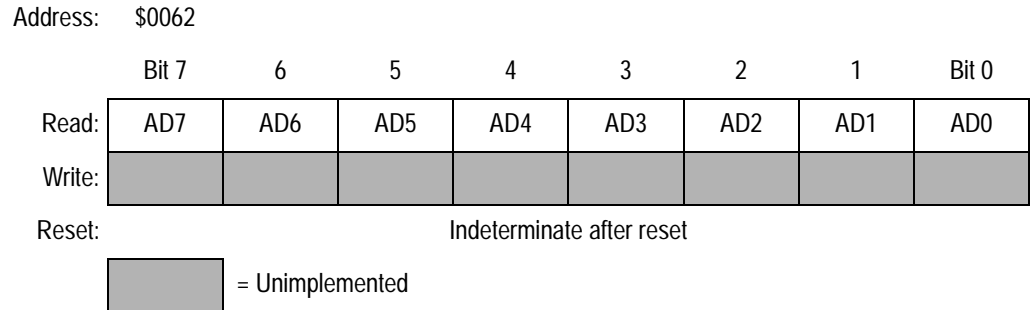 Address: $0062
Bit 7 6 5 4 3 2 1 Bit 0
Read: AD7 AD6 AD5 AD4 AD3 AD2 AD1 AD0
Write:
Reset: Indeterminate after reset
= Unimplemented